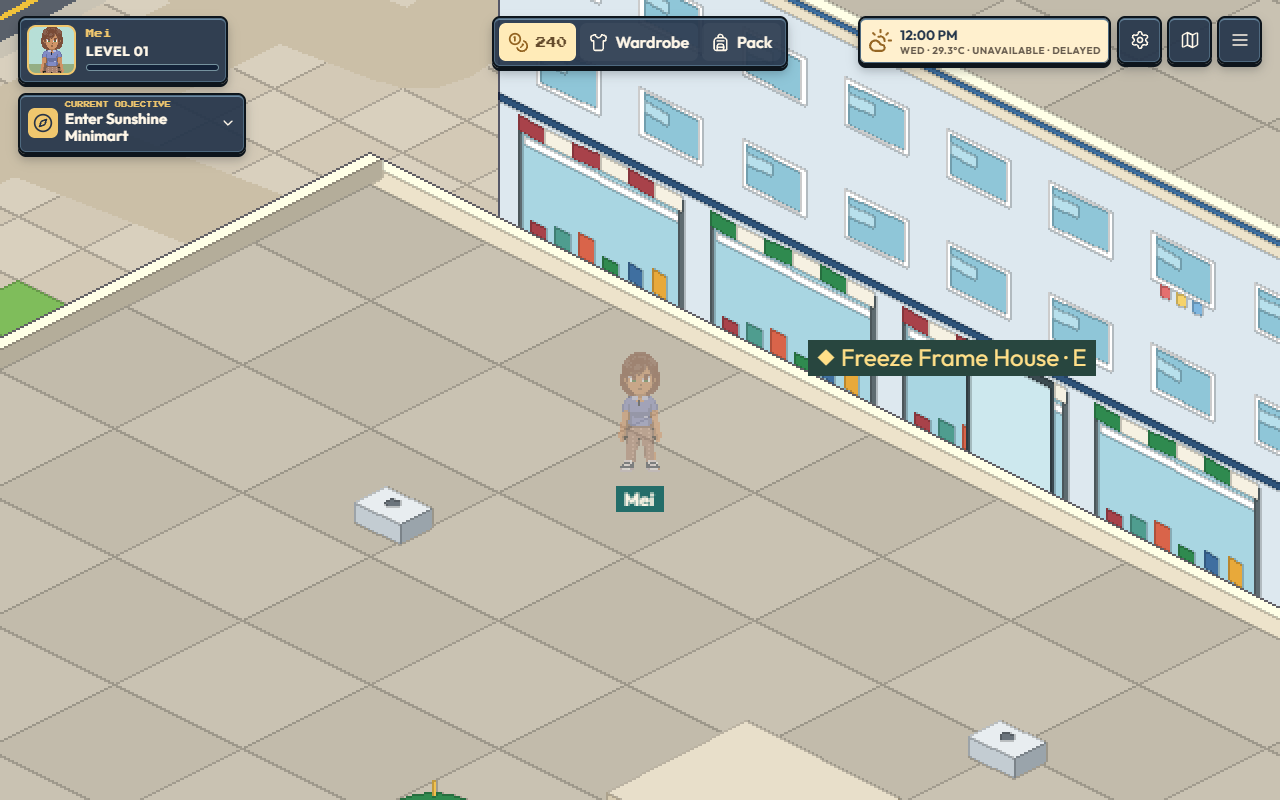 Mei
LEVEL 01
CURRENT OBJECTIVE
Enter Sunshine
Minimart
240
Wardrobe
Pack
12:00 PM
WED · 29.3°C · UNAVAILABLE · DELAYED
Freeze Frame House · E
Mei